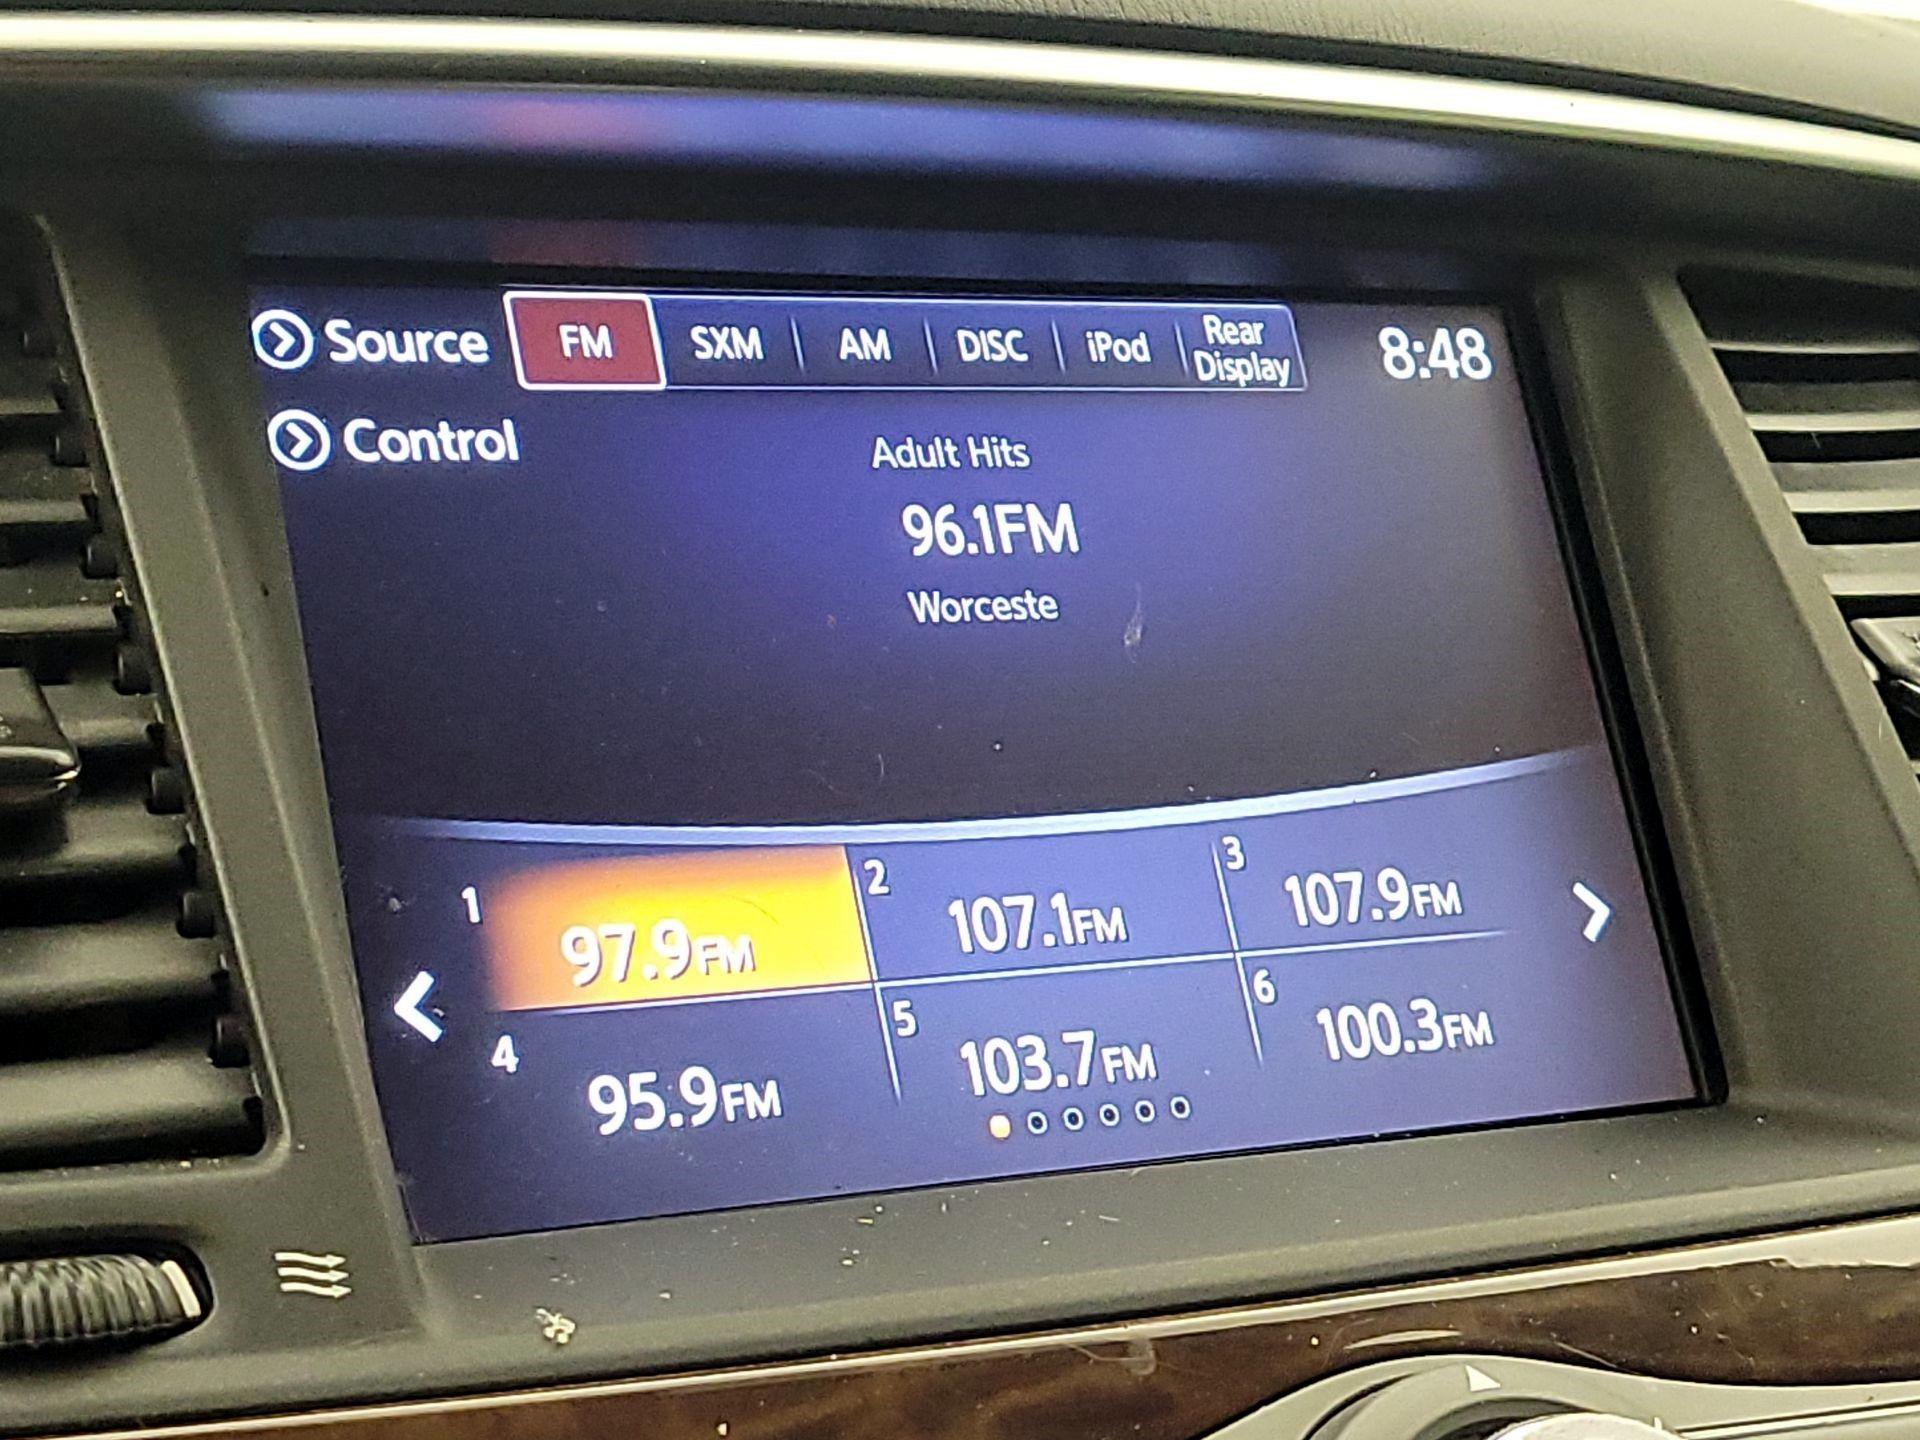 Source FM SXM AM DISC iPod Rear Display 8:48
Control
Adult Hits
96.1FM
Worceste
1 97.9FM 2 107.1FM 3 107.9FM
4 95.9FM 5 103.7FM 6 100.3FM